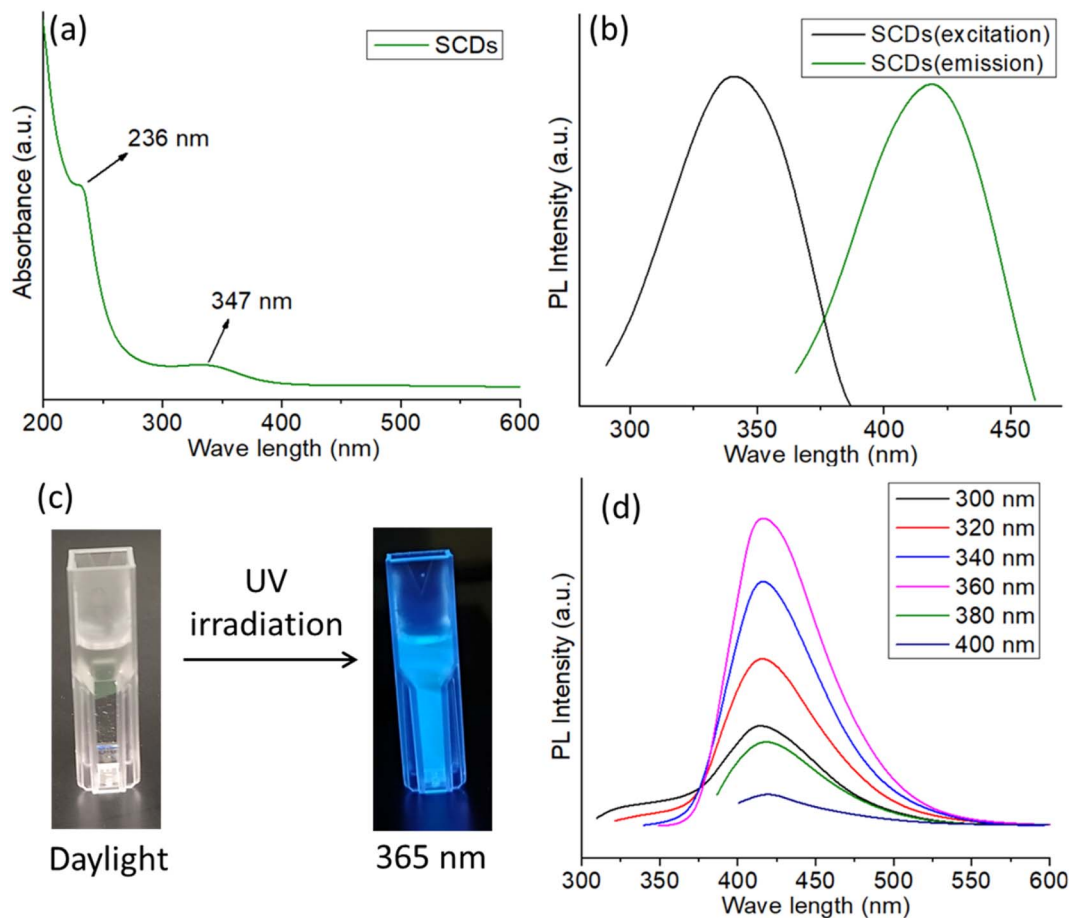 (a)
SCDs
236 nm
347 nm
Absorbance (a.u.)
200 300 400 500 600
Wave length (nm)
(b)
SCDs(excitation)
SCDs(emission)
PL Intensity (a.u.)
300 350 400 450
Wave length (nm)
(c)
UV
irradiation
Daylight
365 nm
(d)
300 nm
320 nm
340 nm
360 nm
380 nm
400 nm
PL Intensity (a.u.)
300 350 400 450 500 550 600
Wave length (nm)